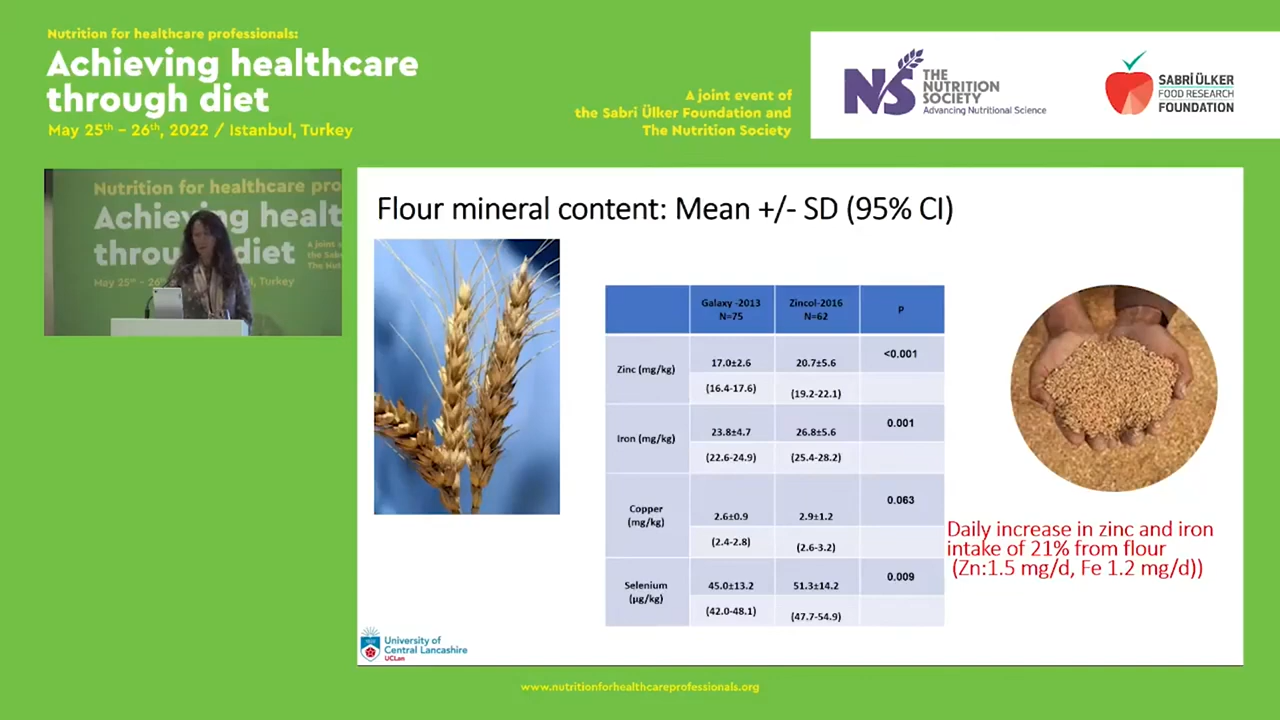 Nutrition for healthcare professionals:
Achieving healthcare
through diet
May 25th – 26th, 2022 / Istanbul, Turkey
A joint event of
the Sabri Ülker Foundation and
The Nutrition Society
NS
THE
NUTRITION
SOCIETY
Advancing Nutritional Science
SABRİ ÜLKER
FOOD RESEARCH
FOUNDATION
Nutrition for healthcare pro
Achieving healt
through diet
A joint
the Sab
The Nut
May 25th – 26th, Turkey
Flour mineral content: Mean +/- SD (95% CI)
Galaxy -2013 Zincol-2016 P
N=75 N=62
Zinc (mg/kg) 17.0±2.6 20.7±5.6 <0.001
(16.4-17.6) (19.2-22.1)
Iron (mg/kg) 23.8±4.7 26.8±5.6 0.001
(22.6-24.9) (25.4-28.2)
Copper
(mg/kg) 2.6±0.9 2.9±1.2 0.063
(2.4-2.8) (2.6-3.2)
Selenium
(µg/kg) 45.0±13.2 51.3±14.2 0.009
(42.0-48.1) (47.7-54.9)
Daily increase in zinc and iron
intake of 21% from flour
(Zn:1.5 mg/d, Fe 1.2 mg/d))
University of
Central Lancashire
UCLan
www.nutritionforhealthcareprofessionals.org